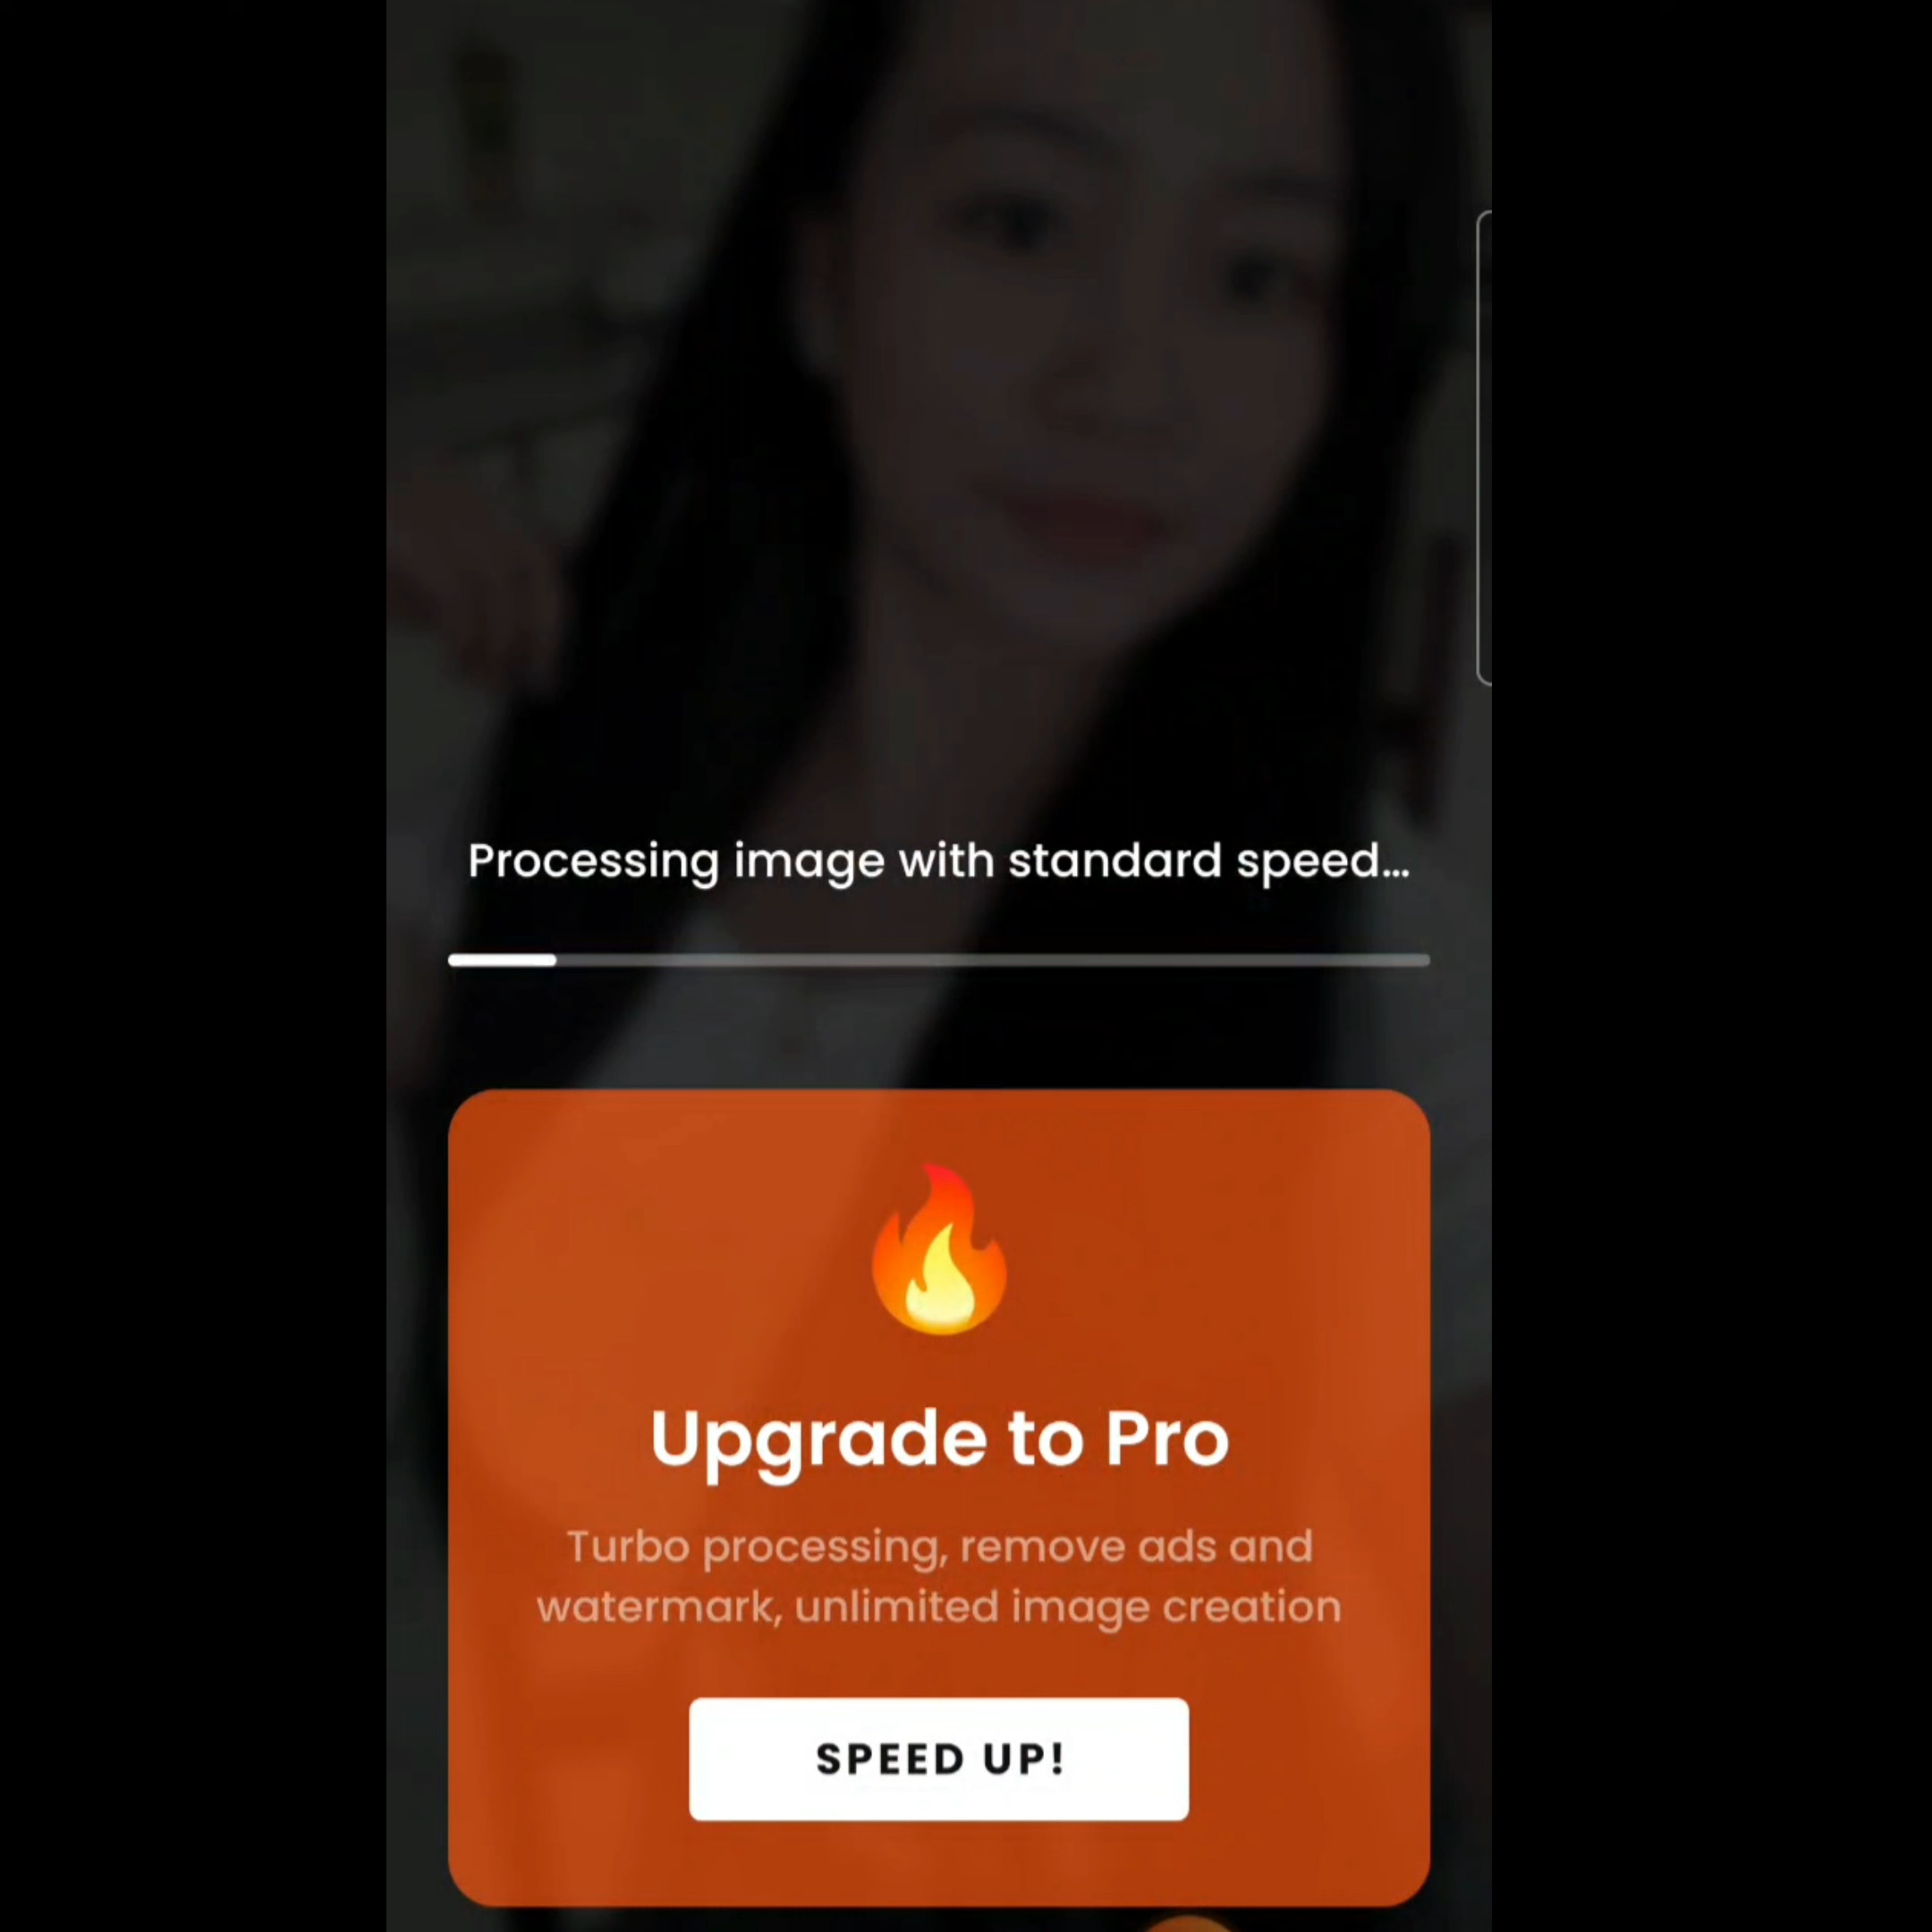 Processing image with standard speed...
Upgrade to Pro
Turbo processing, remove ads and
watermark, unlimited image creation
SPEED UP!